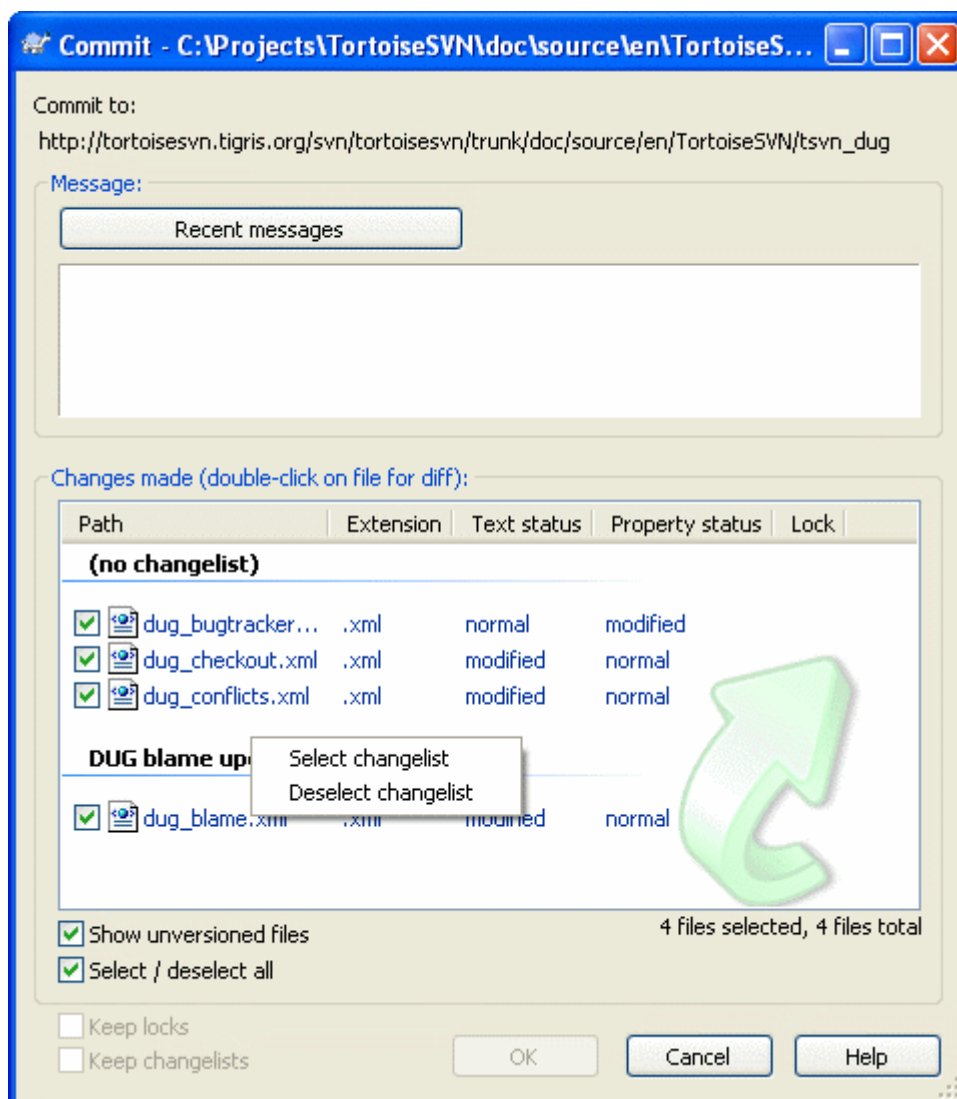 Commit - C:\Projects\TortoiseSVN\doc\source\en\TortoiseS...
Commit to:
http://tortoisesvn.tigris.org/svn/tortoisesvn/trunk/doc/source/en/TortoiseSVN/tsvn_dug
Message:
Recent messages
Changes made (double-click on file for diff):
Path Extension Text status Property status Lock
(no changelist)
dug_bugtracker... .xml normal modified
dug_checkout.xml .xml modified normal
dug_conflicts.xml .xml modified normal
DUG blame
Select changelist
Deselect changelist
dug_blame.xml .xml modified normal
Show unversioned files
4 files selected, 4 files total
Select / deselect all
Keep locks
Keep changelists
OK Cancel Help